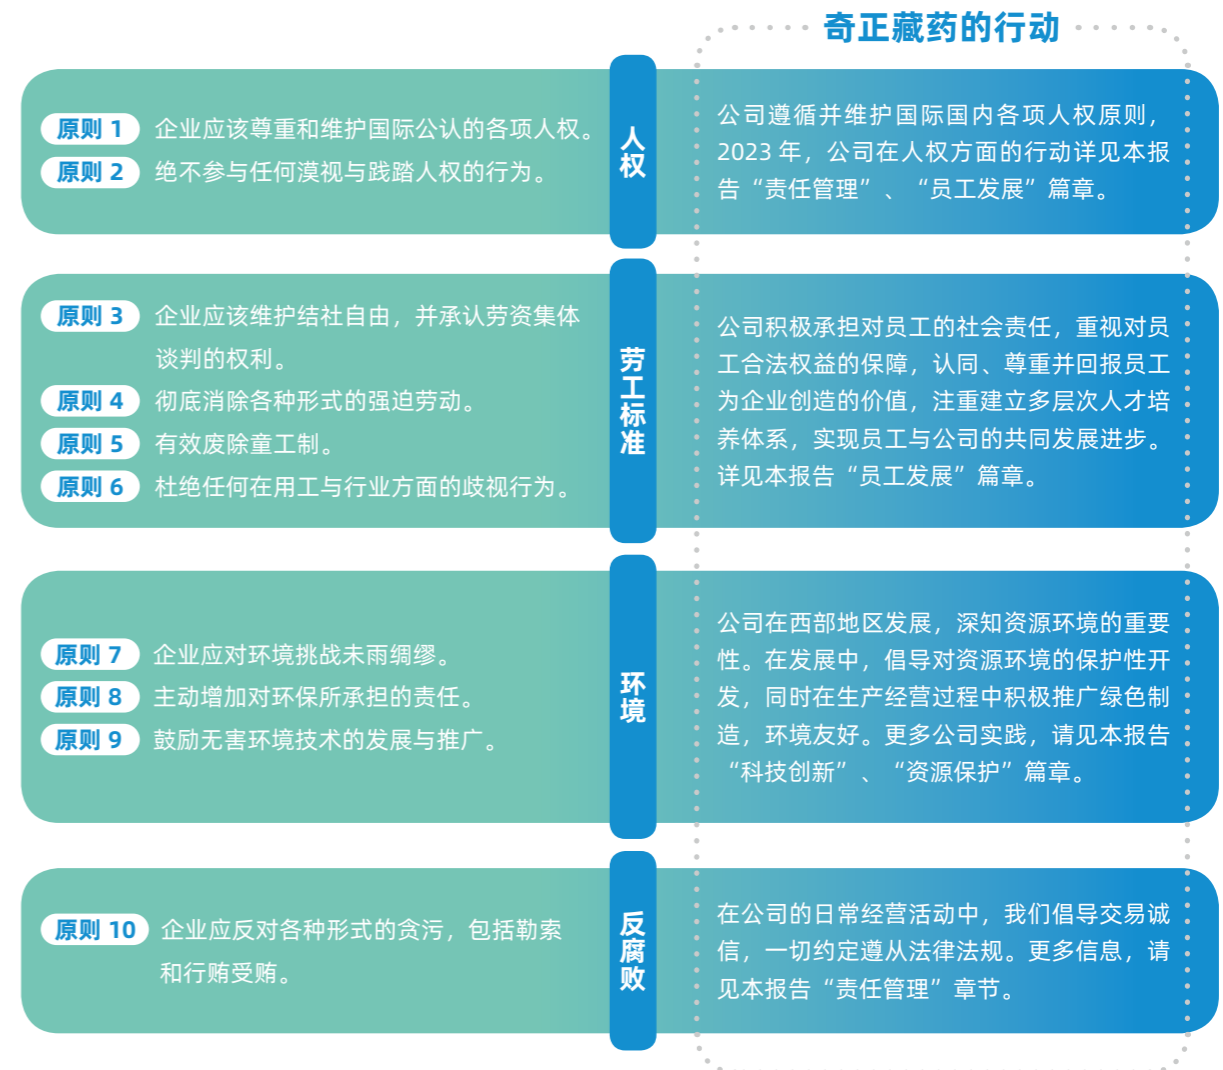 奇正藏药的行动
原则 1 企业应该尊重和维护国际公认的各项人权。
原则 2 绝不参与任何漠视与践踏人权的行为。
人权
公司遵循并维护国际国内各项人权原则，
2023 年，公司在人权方面的行动详见本报
告“责任管理”、“员工发展”篇章。
原则 3 企业应该维护结社自由，并承认劳资集体
谈判的权利。
原则 4 彻底消除各种形式的强迫劳动。
原则 5 有效废除童工制。
原则 6 杜绝任何在用工与行业方面的歧视行为。
劳工标准
公司积极承担对员工的社会责任，重视对员
工合法权益的保障，认同、尊重并回报员工
为企业创造的价值，注重建立多层次人才培
养体系，实现员工与公司的共同发展进步。
详见本报告“员工发展”篇章。
原则 7 企业应对环境挑战未雨绸缪。
原则 8 主动增加对环保所承担的责任。
原则 9 鼓励无害环境技术的发展与推广。
环境
公司在西部地区发展，深知资源环境的重要
性。在发展中，倡导对资源环境的保护性开
发，同时在生产经营过程中积极推广绿色制
造，环境友好。更多公司实践，请见本报告
“科技创新”、“资源保护”篇章。
原则 10 企业应反对各种形式的贪污，包括勒索
和行贿受贿。
反腐败
在公司的日常经营活动中，我们倡导交易诚
信，一切约定遵从法律法规。更多信息，请
见本报告“责任管理”章节。